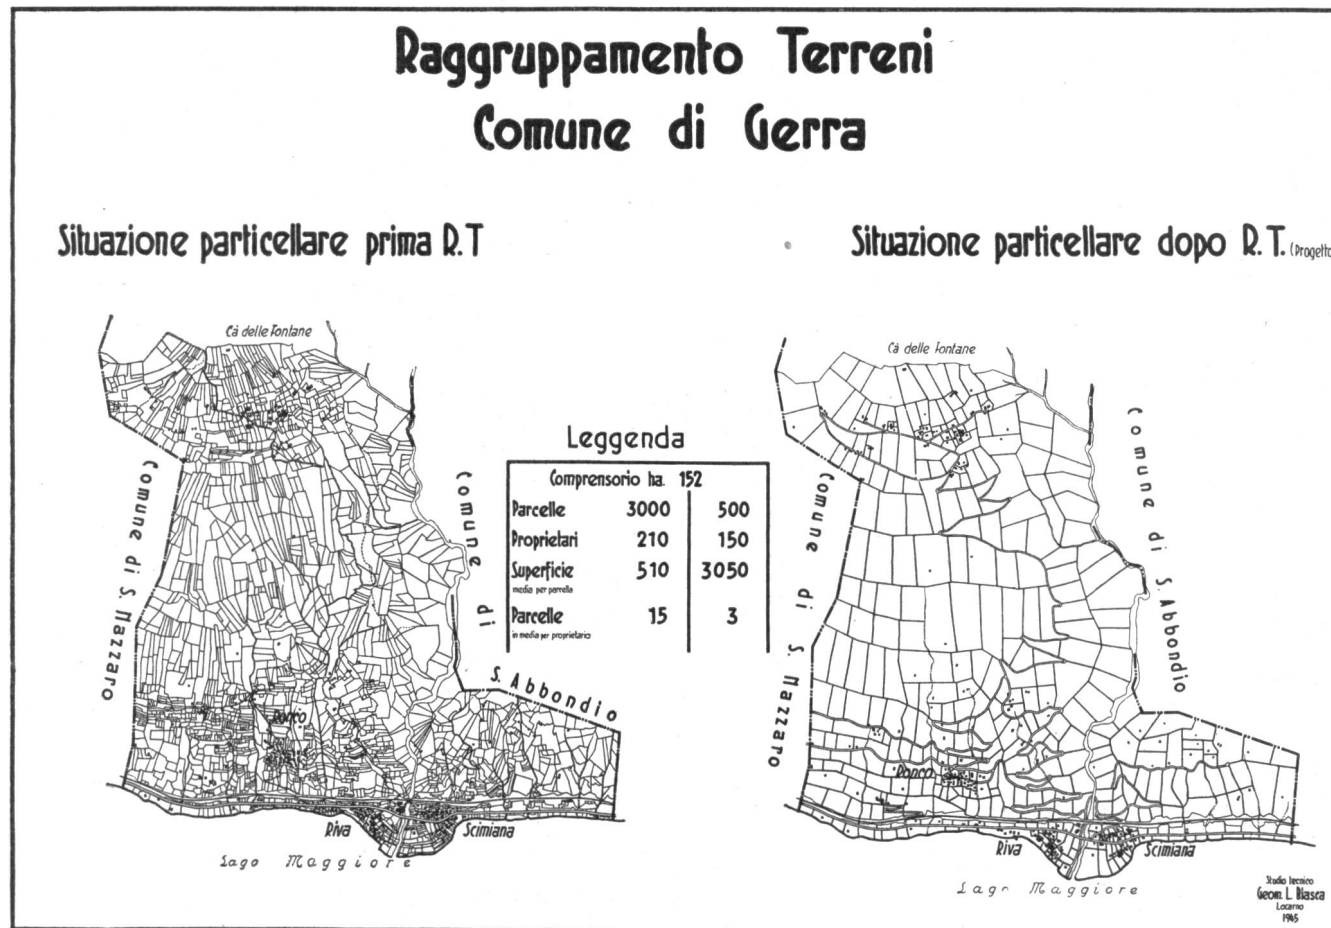 Raggruppamento Terreni
Comune di Gerra
Situazione particellare prima R.T
Situazione particellare dopo R.T. (Progetto
Cà delle Fontane
Comune di S. Nazzaro
Comune di
S. Abbondio
Ronco
Riva
Scimiana
Lago Maggiore
Leggenda
Comprensorio ha. 152
Parcelle 3000 500
Proprietari 210 150
Superficie 510 3050
media per parcella
Parcelle 15 3
in media per proprietario
Cà delle Fontane
Comune di S. Nazzaro
Comune di S. Abbondio
Ronco
Riva
Scimiana
Lago Maggiore
Studio tecnico
Geom. L. Blasca
Locarno
1945